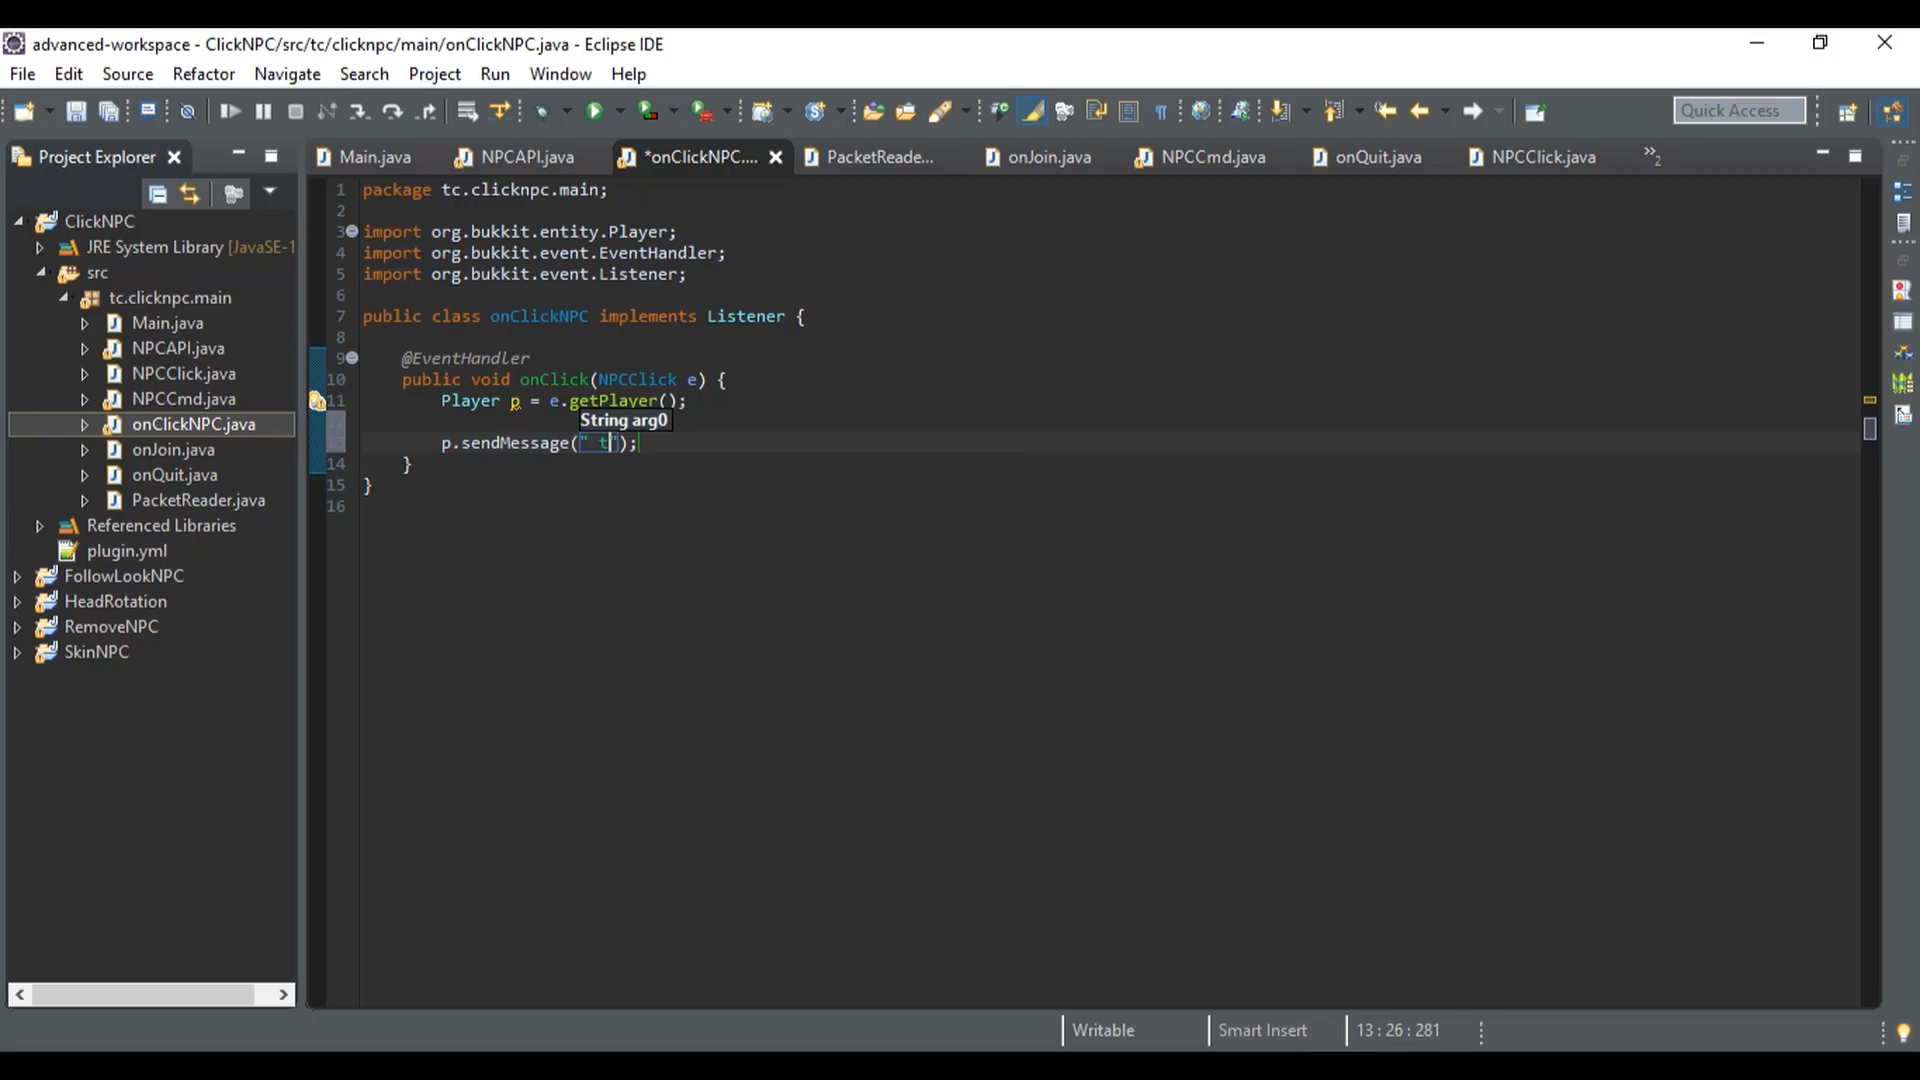 advanced-workspace - ClickNPC/src/tc/clicknpc/main/onClickNPC.java - Eclipse IDE
File Edit Source Refactor Navigate Search Project Run Window Help
Quick Access
Project Explorer
Main.java NPCAPI.java *onClickNPC.... PacketReade... onJoin.java NPCCmd.java onQuit.java NPCClick.java »2
ClickNPC
JRE System Library [JavaSE-1
src
tc.clicknpc.main
Main.java
NPCAPI.java
NPCClick.java
NPCCmd.java
onClickNPC.java
onJoin.java
onQuit.java
PacketReader.java
Referenced Libraries
plugin.yml
FollowLookNPC
HeadRotation
RemoveNPC
SkinNPC
1 package tc.clicknpc.main;
2
3 import org.bukkit.entity.Player;
4 import org.bukkit.event.EventHandler;
5 import org.bukkit.event.Listener;
6
7 public class onClickNPC implements Listener {
8
9 @EventHandler
10 public void onClick(NPCClick e) {
11 Player p = e.getPlayer();
String arg0
p.sendMessage(" t");
14 }
15 }
16
Writable Smart Insert 13 : 26 : 281